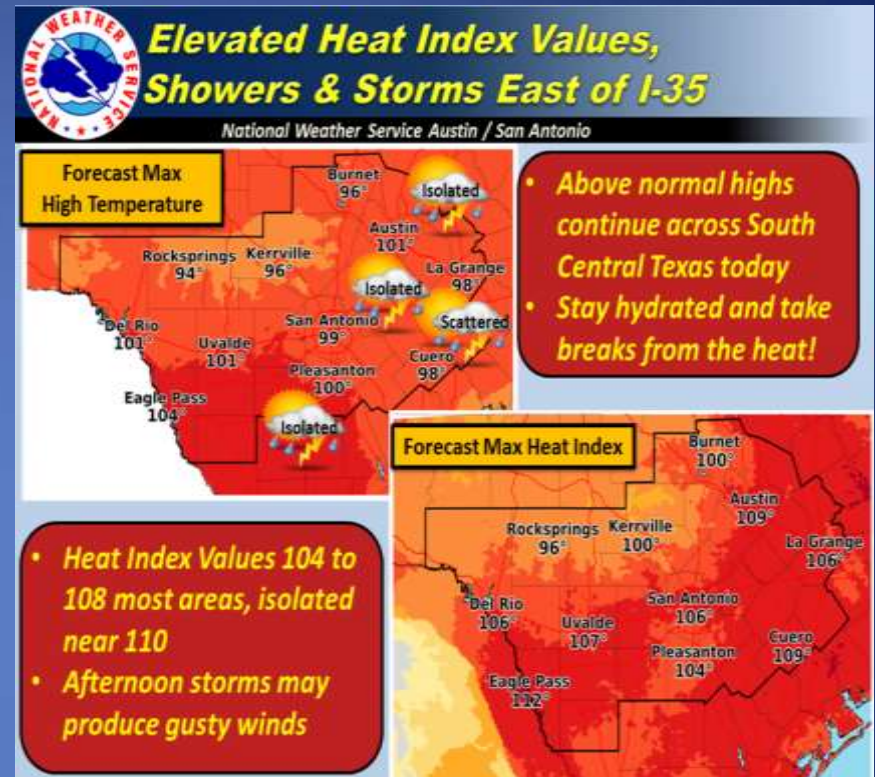 NATIONAL WEATHER SERVICE
Elevated Heat Index Values,
Showers & Storms East of I-35
National Weather Service Austin / San Antonio
Forecast Max
High Temperature
Burnet
96°
Isolated
Austin
101°
Rocksprings
94°
Kerrville
96°
La Grange
98°
Isolated
Scattered
Del Rio
101°
Uvalde
101°
San Antonio
99°
Cuero
98°
Pleasanton
100°
Eagle Pass
104°
Isolated
• Above normal highs
continue across South
Central Texas today
• Stay hydrated and take
breaks from the heat!
Forecast Max Heat Index
Burnet
100°
Austin
109°
Rocksprings
96°
Kerrville
100°
La Grange
106°
Del Rio
106°
Uvalde
107°
San Antonio
106°
Cuero
109°
Pleasanton
104°
Eagle Pass
112°
• Heat Index Values 104 to
108 most areas, isolated
near 110
• Afternoon storms may
produce gusty winds